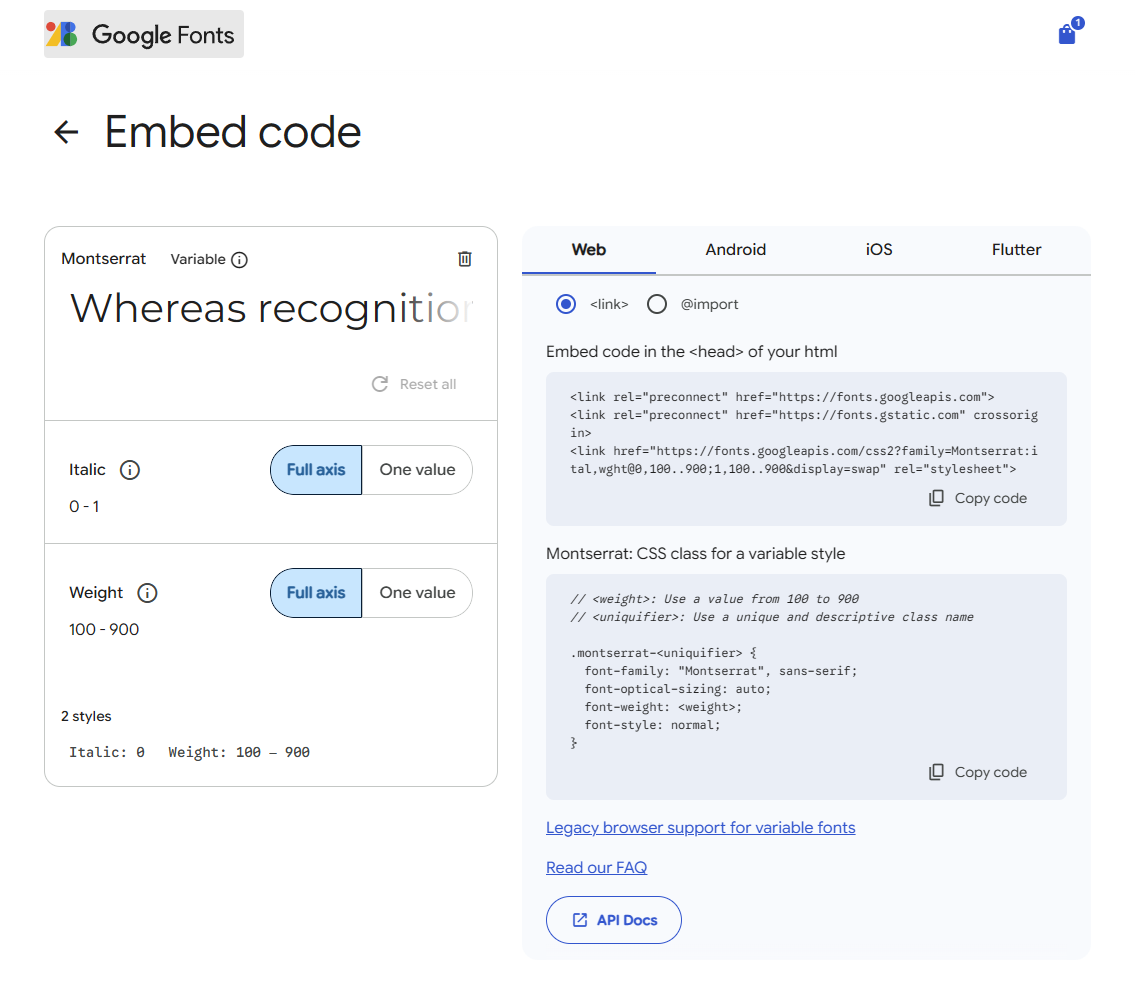 Google Fonts
1
Embed code
Montserrat Variable
Whereas recognition
Reset all
Italic
Full axis One value
0 - 1
Weight
Full axis One value
100 - 900
2 styles
Italic: 0 Weight: 100 — 900
Web Android iOS Flutter
<link> @import
Embed code in the <head> of your html
<link rel="preconnect" href="https://fonts.googleapis.com">
<link rel="preconnect" href="https://fonts.gstatic.com" crossorig
in>
<link href="https://fonts.googleapis.com/css2?family=Montserrat:i
tal,wght@0,100..900;1,100..900&display=swap" rel="stylesheet">
Copy code
Montserrat: CSS class for a variable style
// <weight>: Use a value from 100 to 900
// <uniquifier>: Use a unique and descriptive class name
.montserrat-<uniquifier> {
  font-family: "Montserrat", sans-serif;
  font-optical-sizing: auto;
  font-weight: <weight>;
  font-style: normal;
}
Copy code
Legacy browser support for variable fonts
Read our FAQ
API Docs